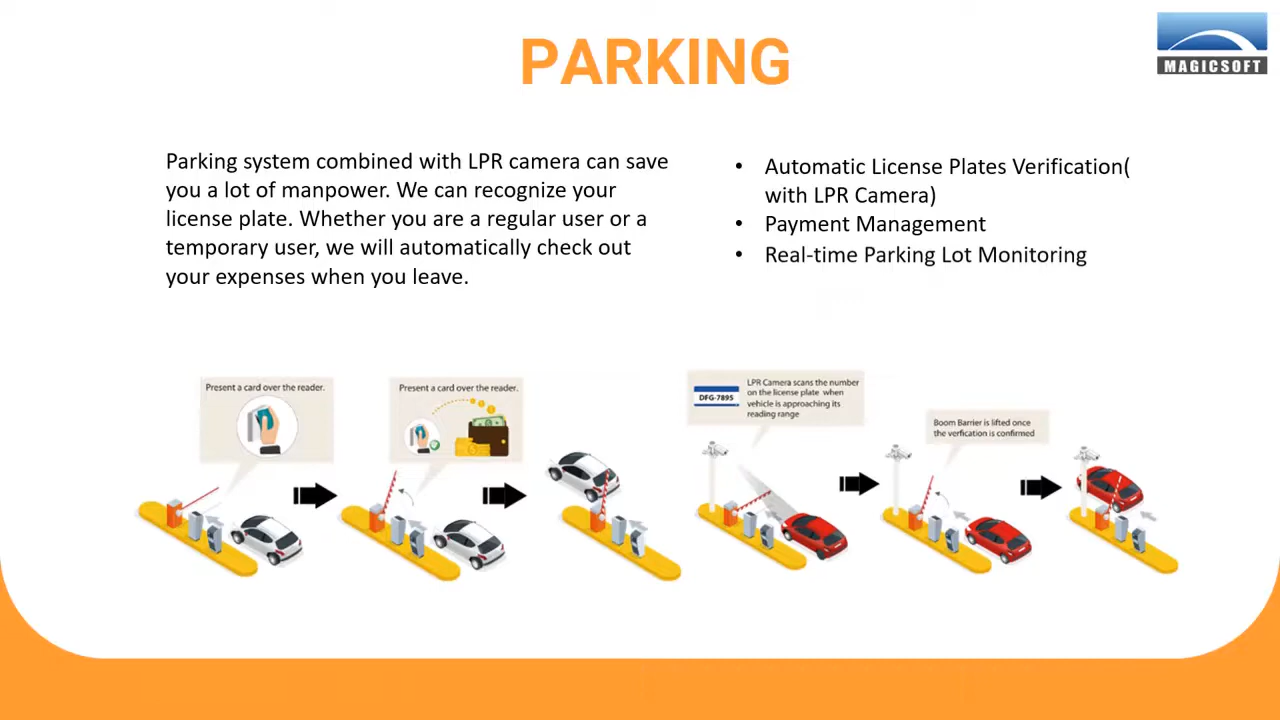 PARKING
MAGICSOFT
Parking system combined with LPR camera can save
you a lot of manpower. We can recognize your
license plate. Whether you are a regular user or a
temporary user, we will automatically check out
your expenses when you leave.
• Automatic License Plates Verification(
with LPR Camera)
• Payment Management
• Real-time Parking Lot Monitoring
Present a card over the reader.
Present a card over the reader.
DFG-7895
LPR Camera scans the number
on the license plate when
vehicle is approaching its
reading range
Boom Barrier is lifted once
the verfication is confirmed